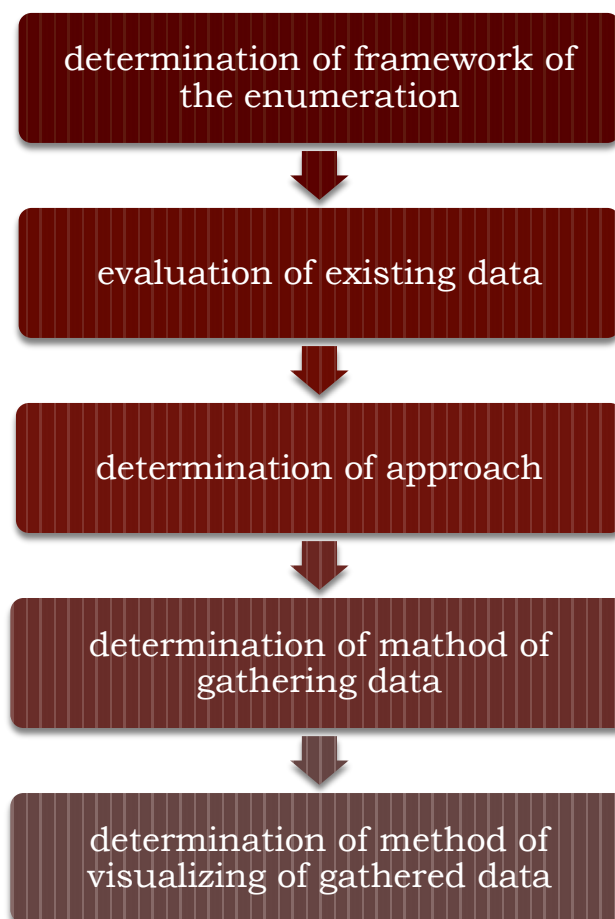 determination of framework of
the enumeration
evaluation of existing data
determination of approach
determination of mathod of
gathering data
determination of method of
visualizing of gathered data